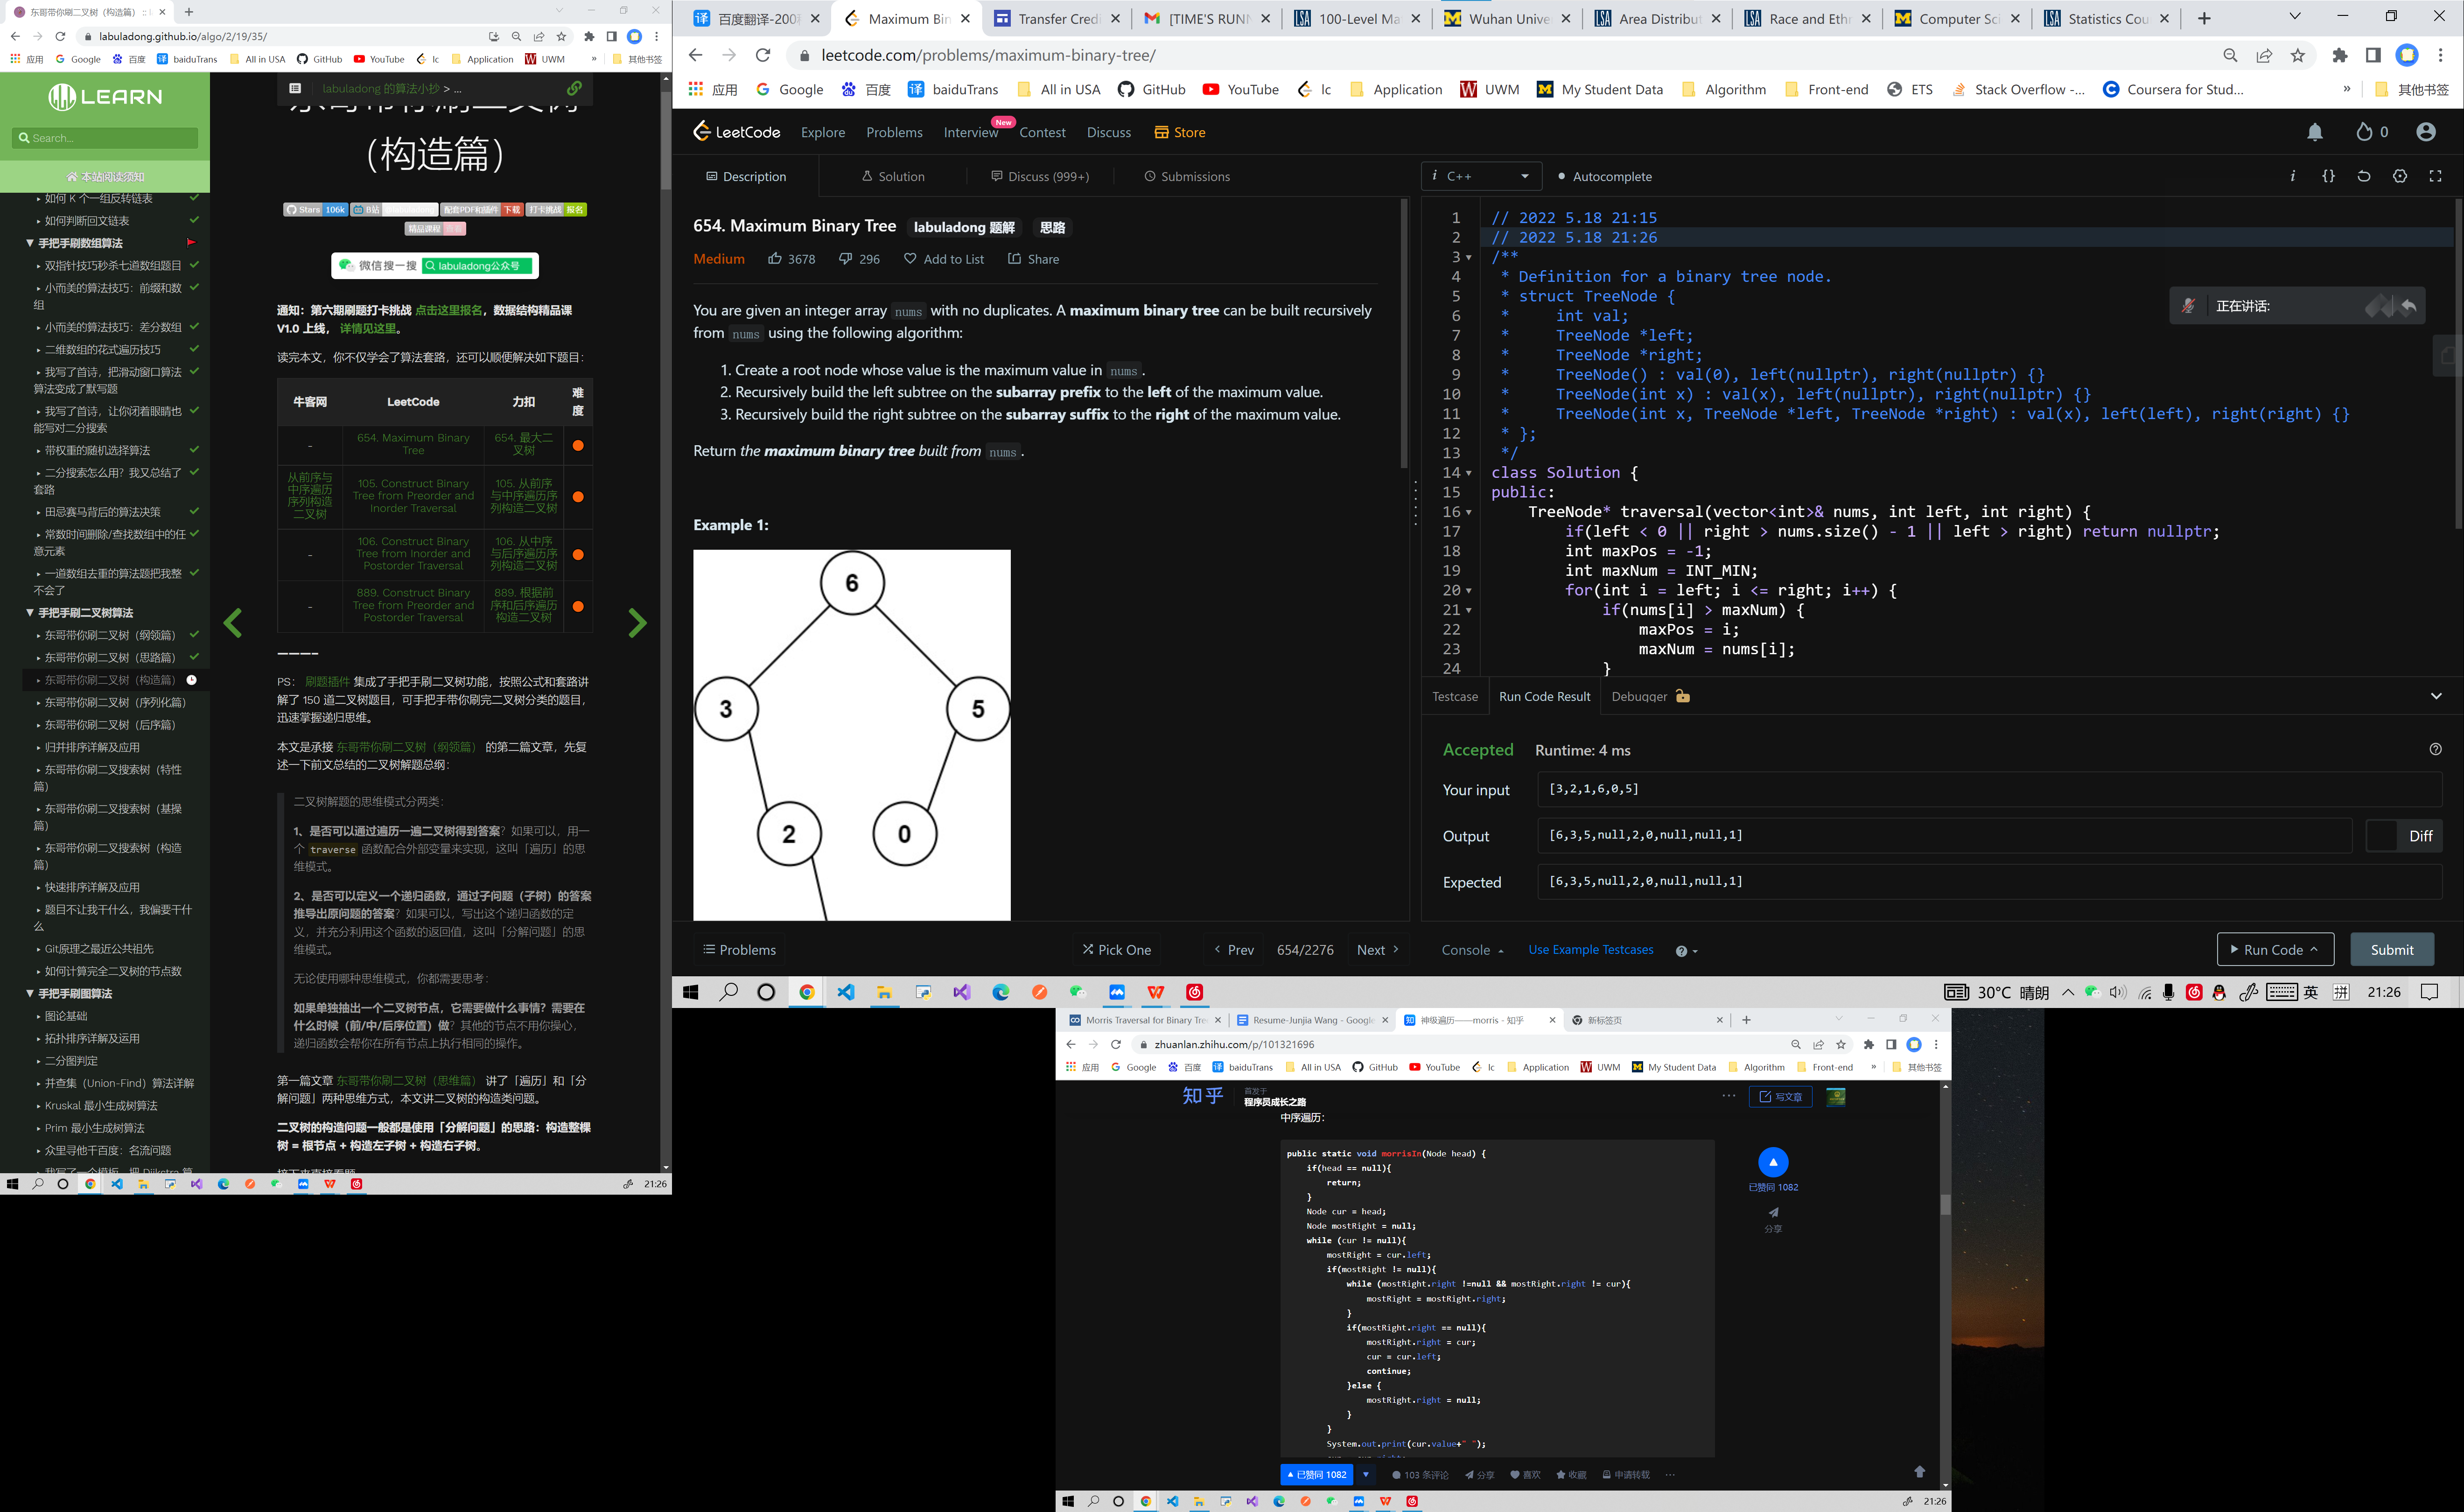 东哥带你刷二叉树（构造篇） ::
labuladong.github.io/algo/2/19/35/
应用 Google 百度 baiduTrans All in USA GitHub YouTube lc Application UWM » 其他书签
LEARN
Search...
本站阅读须知
如何 K 个一组反转链表
如何判断回文链表
手把手刷数组算法
双指针技巧秒杀七道数组题目
小而美的算法技巧：前缀和数
组
小而美的算法技巧：差分数组
二维数组的花式遍历技巧
我写了首诗，把滑动窗口算法
算法变成了默写题
我写了首诗，让你闭着眼睛也
能写对二分搜索
带权重的随机选择算法
二分搜索怎么用？我又总结了
套路
田忌赛马背后的算法决策
常数时间删除/查找数组中的任
意元素
一道数组去重的算法题把我整
不会了
手把手刷二叉树算法
东哥带你刷二叉树（纲领篇）
东哥带你刷二叉树（思路篇）
东哥带你刷二叉树（构造篇）
东哥带你刷二叉树（序列化篇）
东哥带你刷二叉树（后序篇）
归并排序详解及应用
东哥带你刷二叉搜索树（特性
篇）
东哥带你刷二叉搜索树（基操
篇）
东哥带你刷二叉搜索树（构造
篇）
快速排序详解及应用
题目不让我干什么，我偏要干什
么
Git原理之最近公共祖先
如何计算完全二叉树的节点数
手把手刷图算法
图论基础
拓扑排序详解及运用
二分图判定
并查集（Union-Find）算法详解
Kruskal 最小生成树算法
Prim 最小生成树算法
众里寻他千百度：名流问题
我写了一个模板，把 Dijkstra 算
labuladong 的算法小抄 > ...
东哥带你刷二叉树
（构造篇）
Stars 106k B站 配套PDF和插件 下载 打卡挑战 报名
精品课程
微信搜一搜 labuladong公众号
通知：第六期刷题打卡挑战 点击这里报名，数据结构精品课
V1.0 上线， 详情见这里。
读完本文，你不仅学会了算法套路，还可以顺便解决如下题目：
牛客网 LeetCode 力扣 难度
- 654. Maximum Binary Tree 654. 最大二叉树
从前序与中序遍历序列构造二叉树 105. Construct Binary Tree from Preorder and Inorder Traversal 105. 从前序与中序遍历序列构造二叉树
- 106. Construct Binary Tree from Inorder and Postorder Traversal 106. 从中序与后序遍历序列构造二叉树
- 889. Construct Binary Tree from Preorder and Postorder Traversal 889. 根据前序和后序遍历构造二叉树
————
PS： 刷题插件 集成了手把手刷二叉树功能，按照公式和套路讲
解了 150 道二叉树题目，可手把手带你刷完二叉树分类的题目，
迅速掌握递归思维。
本文是承接 东哥带你刷二叉树（纲领篇） 的第二篇文章，先复
述一下前文总结的二叉树解题总纲：
二叉树解题的思维模式分两类：
1、是否可以通过遍历一遍二叉树得到答案？如果可以，用一
个 traverse 函数配合外部变量来实现，这叫「遍历」的思
维模式。
2、是否可以定义一个递归函数，通过子问题（子树）的答案
推导出原问题的答案？如果可以，写出这个递归函数的定
义，并充分利用这个函数的返回值，这叫「分解问题」的思
维模式。
无论使用哪种思维模式，你都需要思考：
如果单独抽出一个二叉树节点，它需要做什么事情？需要在
什么时候（前/中/后序位置）做？其他的节点不用你操心，
递归函数会帮你在所有节点上执行相同的操作。
第一篇文章 东哥带你刷二叉树（思维篇） 讲了「遍历」和「分
解问题」两种思维方式，本文讲二叉树的构造类问题。
二叉树的构造问题一般都是使用「分解问题」的思路：构造整棵
树 = 根节点 + 构造左子树 + 构造右子树。
接下来直接看题
21:26
百度翻译-200 Maximum Bin Transfer Credi [TIME'S RUNN 100-Level Ma Wuhan Unive Area Distribut Race and Eth Computer Sci Statistics Cou
leetcode.com/problems/maximum-binary-tree/
应用 Google 百度 baiduTrans All in USA GitHub YouTube lc Application UWM My Student Data Algorithm Front-end ETS Stack Overflow -... Coursera for Stud... » 其他书签
LeetCode Explore Problems Interview New Contest Discuss Store 0
Description Solution Discuss (999+) Submissions
654. Maximum Binary Tree labuladong 题解 思路
Medium 3678 296 Add to List Share
You are given an integer array nums with no duplicates. A maximum binary tree can be built recursively
from nums using the following algorithm:
1. Create a root node whose value is the maximum value in nums .
2. Recursively build the left subtree on the subarray prefix to the left of the maximum value.
3. Recursively build the right subtree on the subarray suffix to the right of the maximum value.
Return the maximum binary tree built from nums .
Example 1:
6
3 5
2 0
Problems Pick One Prev 654/2276 Next
i C++ Autocomplete
1 // 2022 5.18 21:15
2 // 2022 5.18 21:26
3 /**
4 * Definition for a binary tree node.
5 * struct TreeNode {
6 * int val;
7 * TreeNode *left;
8 * TreeNode *right;
9 * TreeNode() : val(0), left(nullptr), right(nullptr) {}
10 * TreeNode(int x) : val(x), left(nullptr), right(nullptr) {}
11 * TreeNode(int x, TreeNode *left, TreeNode *right) : val(x), left(left), right(right) {}
12 * };
13 */
14 class Solution {
15 public:
16 TreeNode* traversal(vector<int>& nums, int left, int right) {
17 if(left < 0 || right > nums.size() - 1 || left > right) return nullptr;
18 int maxPos = -1;
19 int maxNum = INT_MIN;
20 for(int i = left; i <= right; i++) {
21 if(nums[i] > maxNum) {
22 maxPos = i;
23 maxNum = nums[i];
24 }
正在讲话:
Testcase Run Code Result Debugger
Accepted Runtime: 4 ms
Your input [3,2,1,6,0,5]
Output [6,3,5,null,2,0,null,null,1] Diff
Expected [6,3,5,null,2,0,null,null,1]
Console Use Example Testcases Run Code Submit
30°C 晴朗 英 拼 21:26
Morris Traversal for Binary Tre Resume-Junjia Wang - Google 神级遍历——morris - 知乎 新标签页
zhuanlan.zhihu.com/p/101321696
应用 Google 百度 baiduTrans All in USA GitHub YouTube lc Application UWM My Student Data Algorithm Front-end » 其他书签
知乎 首发于 程序员成长之路 写文章
中序遍历：
public static void morrisIn(Node head) {
if(head == null){
return;
}
Node cur = head;
Node mostRight = null;
while (cur != null){
mostRight = cur.left;
if(mostRight != null){
while (mostRight.right !=null && mostRight.right != cur){
mostRight = mostRight.right;
}
if(mostRight.right == null){
mostRight.right = cur;
cur = cur.left;
continue;
}else {
mostRight.right = null;
}
}
System.out.print(cur.value+" ");
已赞同 1082
分享
已赞同 1082 103 条评论 分享 喜欢 收藏 申请转载
21:26